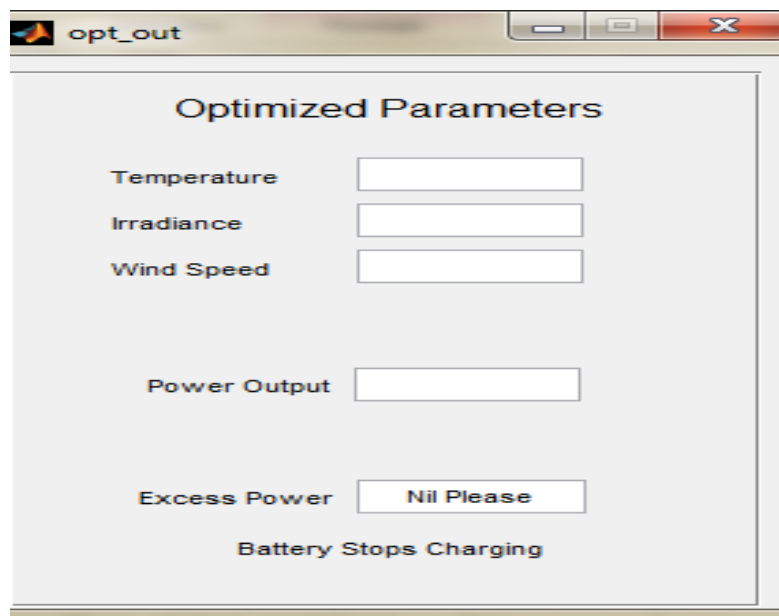 opt_out
Optimized Parameters
Temperature
Irradiance
Wind Speed
Power Output
Excess Power Nil Please
Battery Stops Charging